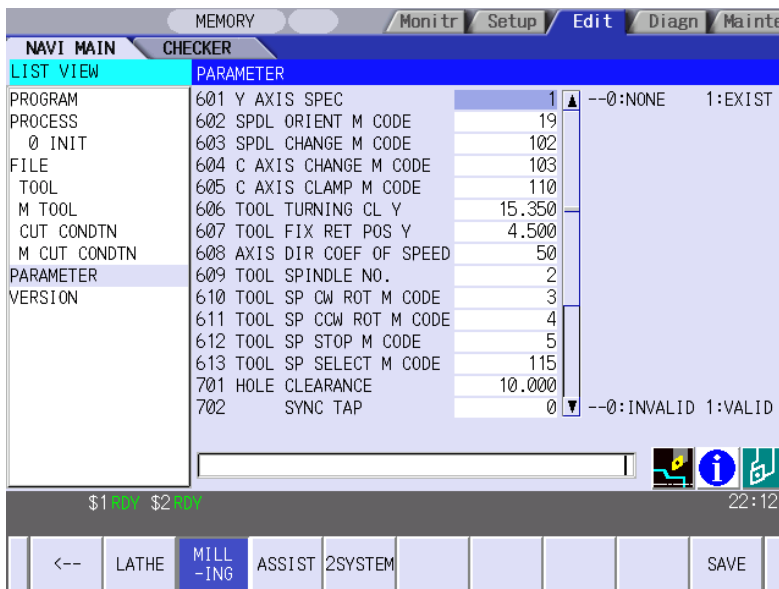 MEMORY Monitr Setup Edit Diagn Mainte
NAVI MAIN CHECKER
LIST VIEW
PROGRAM
PROCESS
0 INIT
FILE
TOOL
M TOOL
CUT CONDTN
M CUT CONDTN
PARAMETER
VERSION
PARAMETER
601 Y AXIS SPEC 1 --0:NONE 1:EXIST
602 SPDL ORIENT M CODE 19
603 SPDL CHANGE M CODE 102
604 C AXIS CHANGE M CODE 103
605 C AXIS CLAMP M CODE 110
606 TOOL TURNING CL Y 15.350
607 TOOL FIX RET POS Y 4.500
608 AXIS DIR COEF OF SPEED 50
609 TOOL SPINDLE NO. 2
610 TOOL SP CW ROT M CODE 3
611 TOOL SP CCW ROT M CODE 4
612 TOOL SP STOP M CODE 5
613 TOOL SP SELECT M CODE 115
701 HOLE CLEARANCE 10.000
702 SYNC TAP 0 --0:INVALID 1:VALID
$1 RDY $2 RDY 22:12
<-- LATHE MILL -ING ASSIST 2SYSTEM SAVE